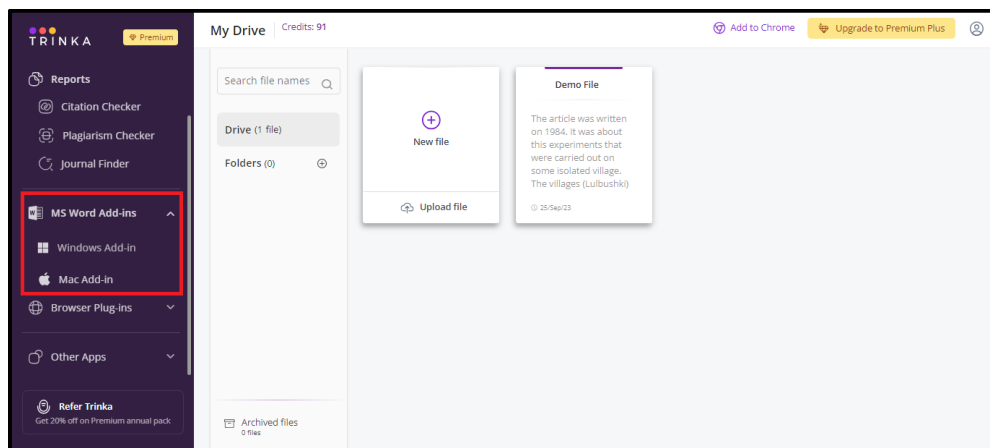 TRINKA
Premium
Reports
Citation Checker
Plagiarism Checker
Journal Finder
MS Word Add-ins
Windows Add-in
Mac Add-in
Browser Plug-ins
Other Apps
Refer Trinka
Get 20% off on Premium annual pack
My Drive
Credits: 91
Add to Chrome
Upgrade to Premium Plus
Search file names
Drive (1 file)
Folders (0)
Archived files
0 files
New file
Upload file
Demo File
The article was written
on 1984. It was about
this experiments that
were carried out on
some isolated village.
The villages (Lulbushki)
25/Sep/23